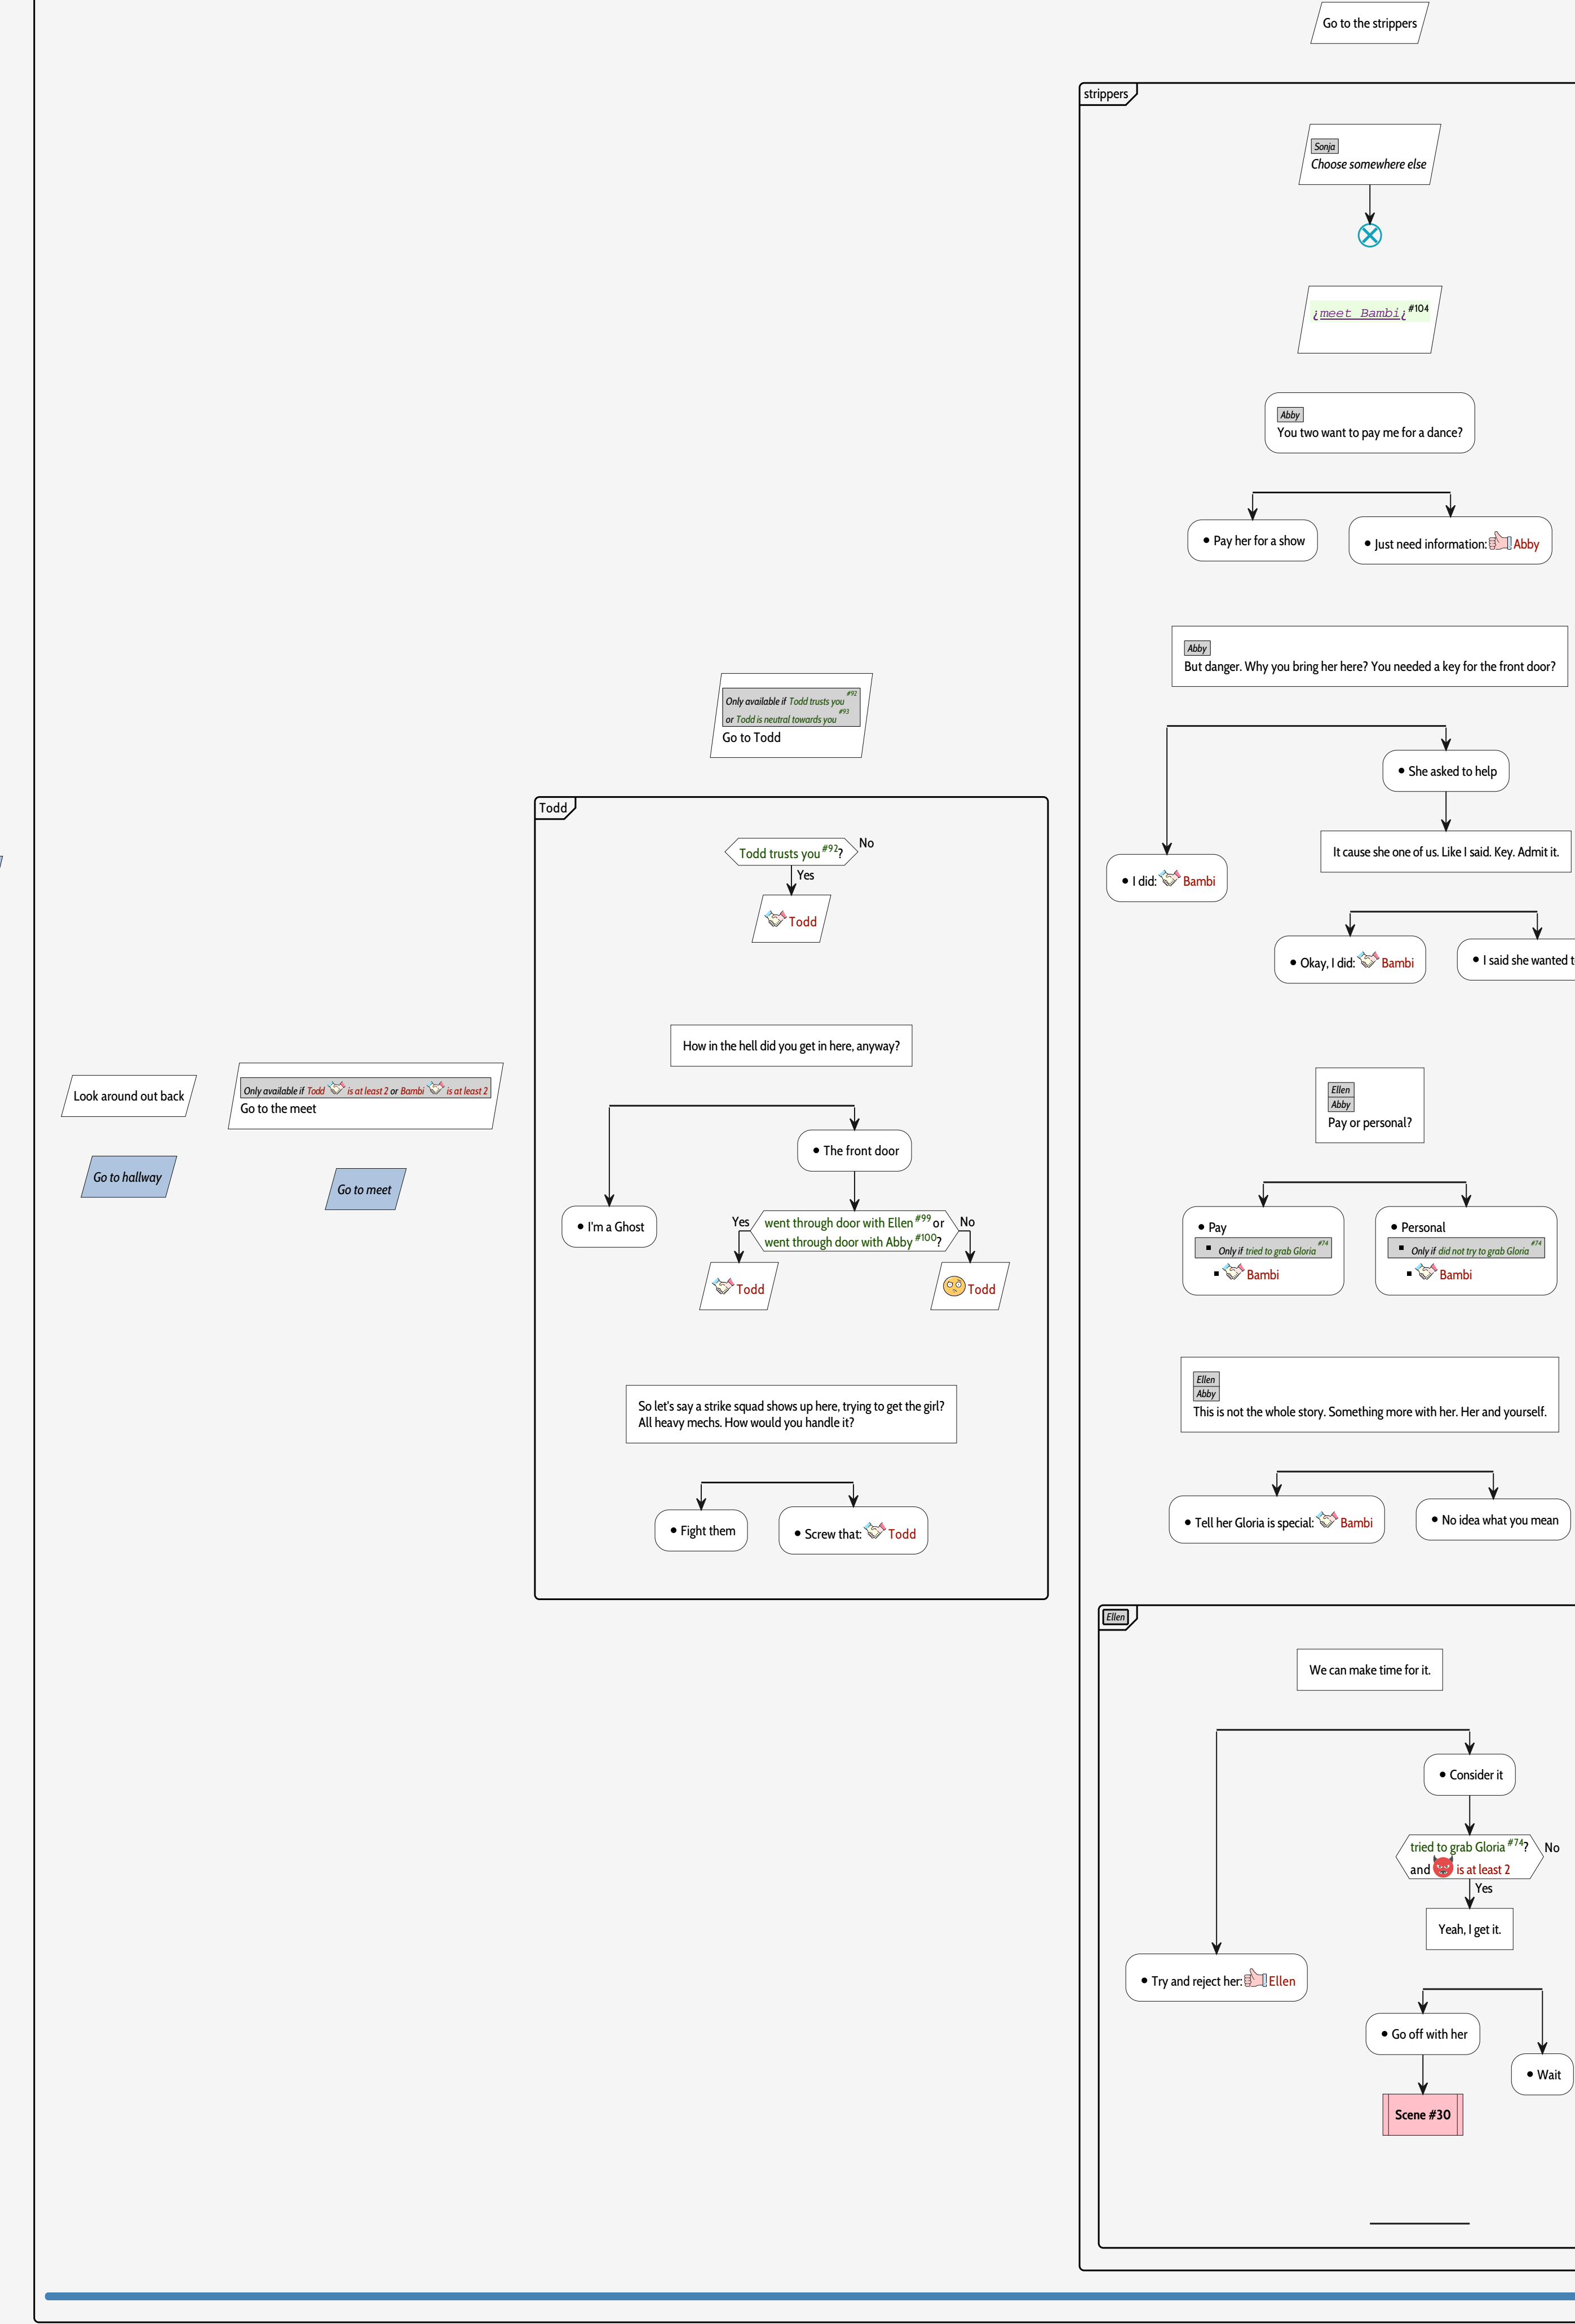 Go to the strippers
strippers
Sonja
Choose somewhere else
¿meet Bambi¿ #104
Abby
You two want to pay me for a dance?
• Pay her for a show
• Just need information: Abby
Abby
But danger. Why you bring her here? You needed a key for the front door?
• She asked to help
• I did: Bambi
It cause she one of us. Like I said. Key. Admit it.
• Okay, I did: Bambi
• I said she wanted
Ellen
Abby
Pay or personal?
• Pay
▪ Only if tried to grab Gloria #74
▪ Bambi
• Personal
▪ Only if did not try to grab Gloria #74
▪ Bambi
Ellen
Abby
This is not the whole story. Something more with her. Her and yourself.
• Tell her Gloria is special: Bambi
• No idea what you mean
Ellen
We can make time for it.
• Consider it
tried to grab Gloria #74?
and is at least 2
No
Yes
Yeah, I get it.
• Try and reject her: Ellen
• Go off with her
• Wait
Scene #30
Only available if Todd trusts you #92
or Todd is neutral towards you #93
Go to Todd
Todd
Todd trusts you #92?
No
Yes
Todd
How in the hell did you get in here, anyway?
• The front door
• I'm a Ghost
Yes
went through door with Ellen #99 or
went through door with Abby #100?
No
Todd
Todd
So let's say a strike squad shows up here, trying to get the girl?
All heavy mechs. How would you handle it?
• Fight them
• Screw that: Todd
Look around out back
Go to hallway
Only available if Todd is at least 2 or Bambi is at least 2
Go to the meet
Go to meet